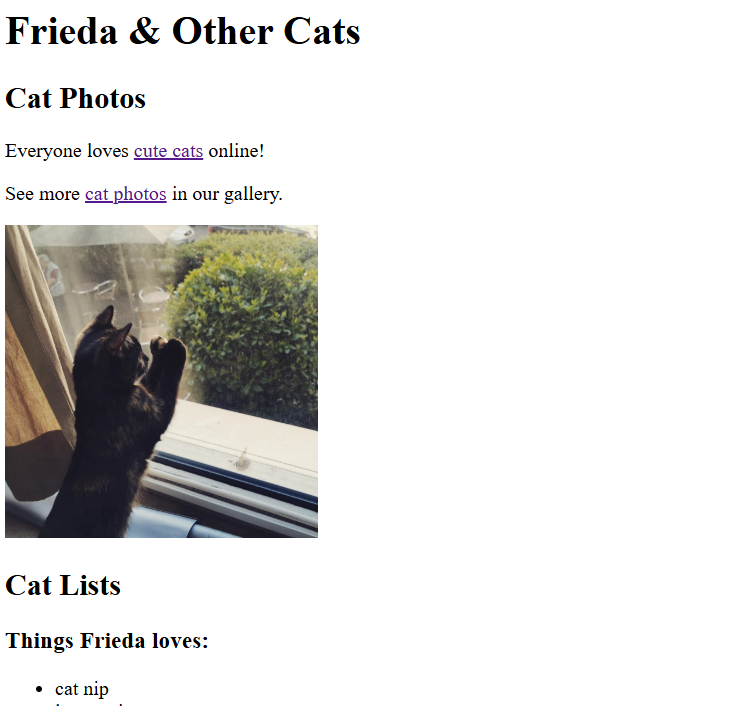 Frieda & Other Cats
Cat Photos
Everyone loves cute cats online!
See more cat photos in our gallery.
Cat Lists
Things Frieda loves:
cat nip